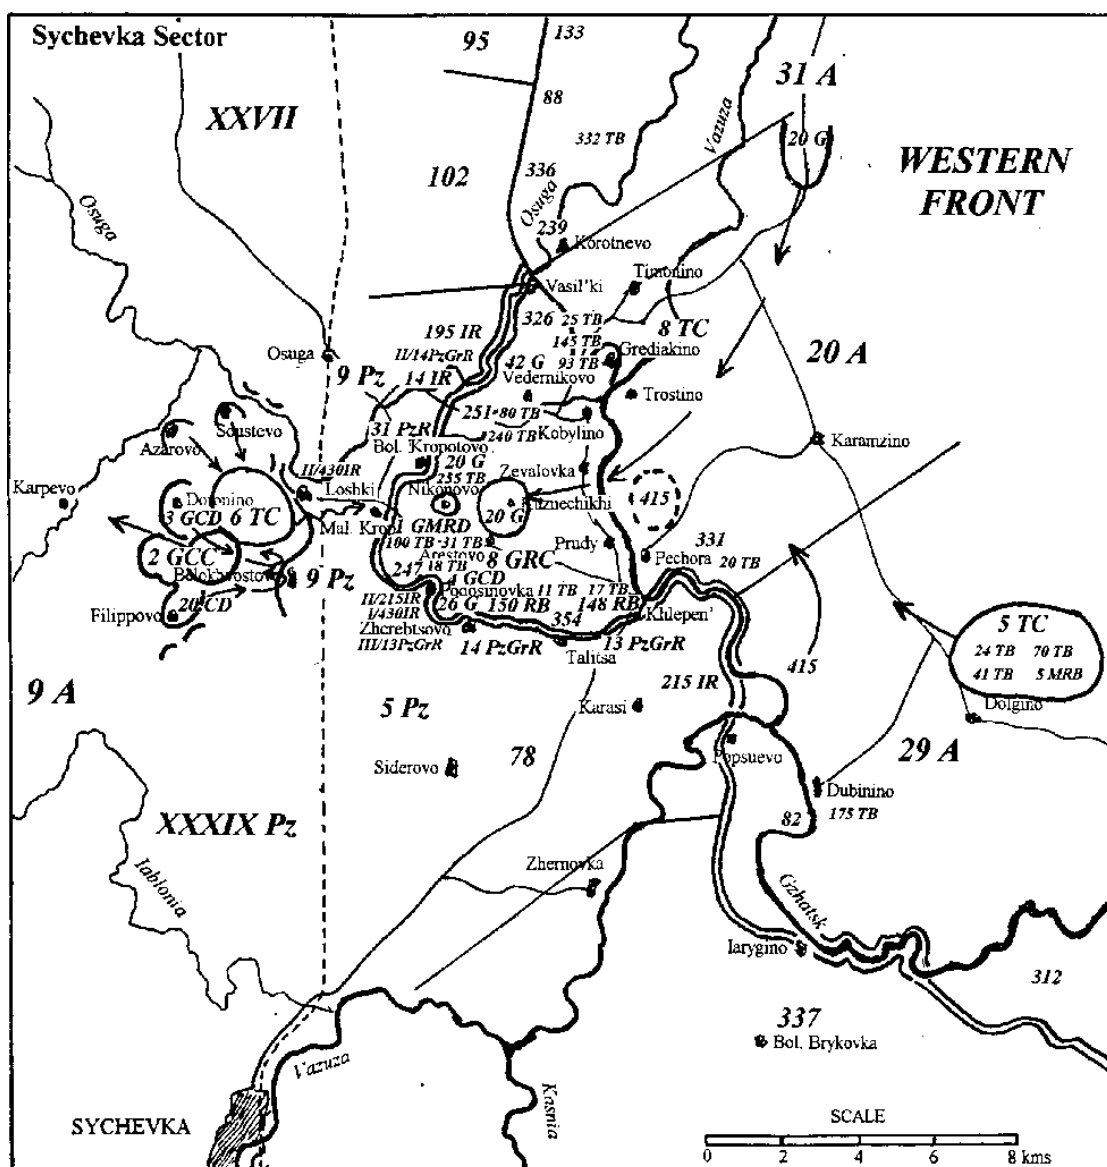 Sychevka Sector
95
133
31 A
88
XXVII
Vazuza
20 G
332 TB
WESTERN
FRONT
102
336
Osuga
Osuga
239
Korotnevo
Timonino
Vasil'ki
326
25 TB
8 TC
195 IR
145 TB
Osuga
II/14PzGrR
42 G
93 TB
Grediakino
20 A
9 Pz
14 IR
Vedernikovo
Trostino
251
80 TB
31 PzR
240 TB
Kobylino
Soustevo
Azarovo
Bol. Kropotovo
Karamzino
II/430IR
20 G
Zevalovka
235 TB
Karpevo
Doronino
Loshki
Nikonovo
415
3 GCD
6 TC
Mal. Krop.
20 G
Kuznechikhi
1 GMRD
331
100 TB
31 TB
Prudy
2 GCC
Arestovo
8 GRC
Pechora
20 TB
247
18 TB
9 Pz
4 GCD
Podosinovka
11 TB
17 TB
Filippovo
20 CD
II/215IR
26 G
150 RB
148 RB
Khlepen'
5 TC
I/430IR
354
Zherebtsovo
24 TB
70 TB
III/13PzGrR
14 PzGrR
13 PzGrR
Talitsa
415
41 TB
5 MRB
9 A
215 IR
5 Pz
Karasi
Dolgino
78
Popsuevo
29 A
Siderovo
Dubinino
XXXIX Pz
82
175 TB
Iablonia
Zhernovka
Gzhatsk
Iarygino
312
337
Bol. Brykovka
Vazuza
Kasnia
SYCHEVKA
SCALE
0 2 4 6 8 kms